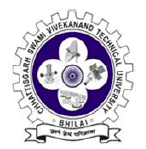 CHHATTISGARH SWAMI VIVEKANAND TECHNICAL UNIVERSITY
BHILAI